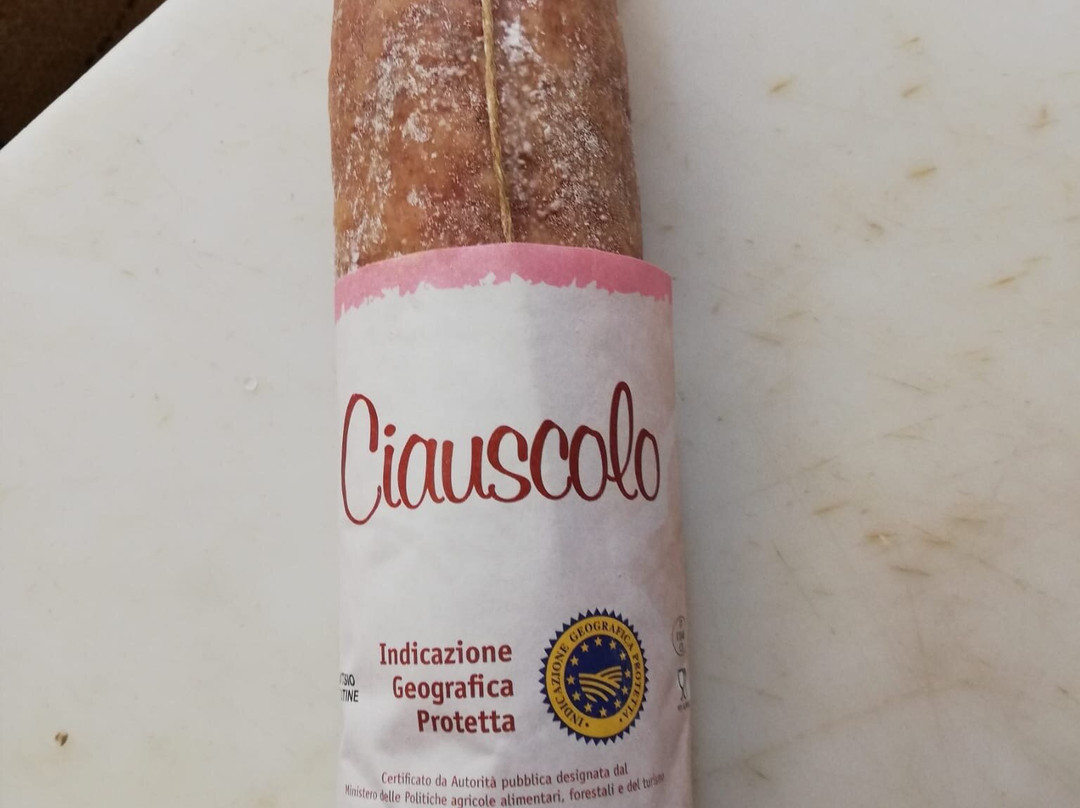 Ciauscolo
Indicazione
Geografica
Protetta
INDICAZIONE GEOGRAFICA PROTETTA
Certificato da Autorità pubblica designata dal
Ministero delle Politiche agricole alimentari, forestali e del turismo